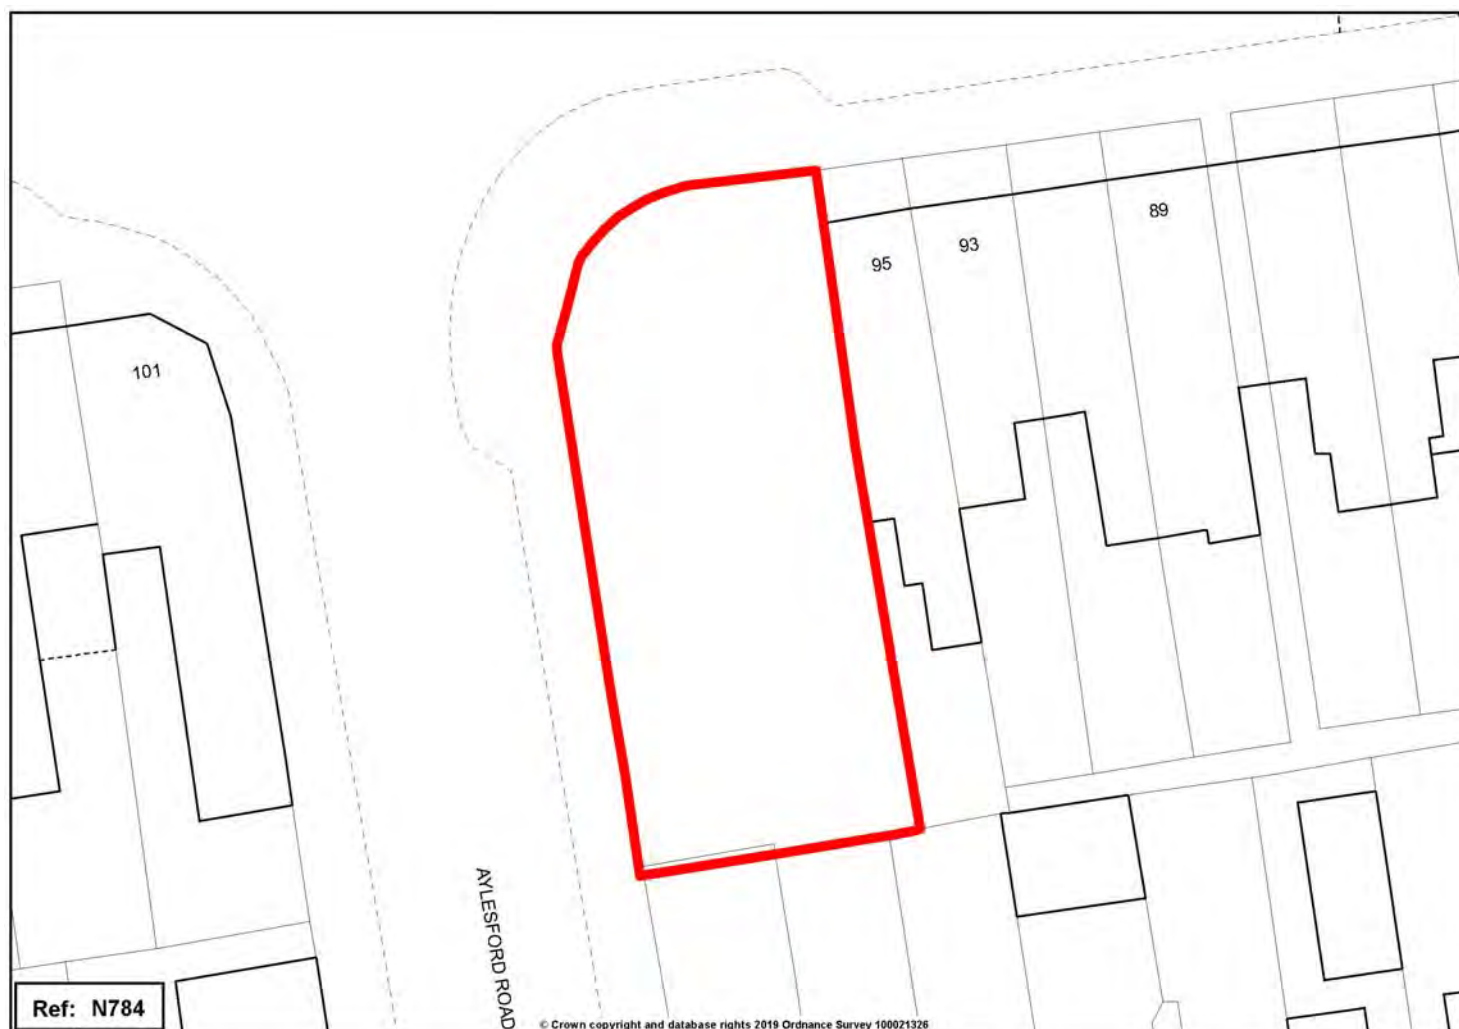 89
93
95
101
AYLESFORD ROAD
Ref: N784
© Crown copyright and database rights 2019 Ordnance Survey 100021326